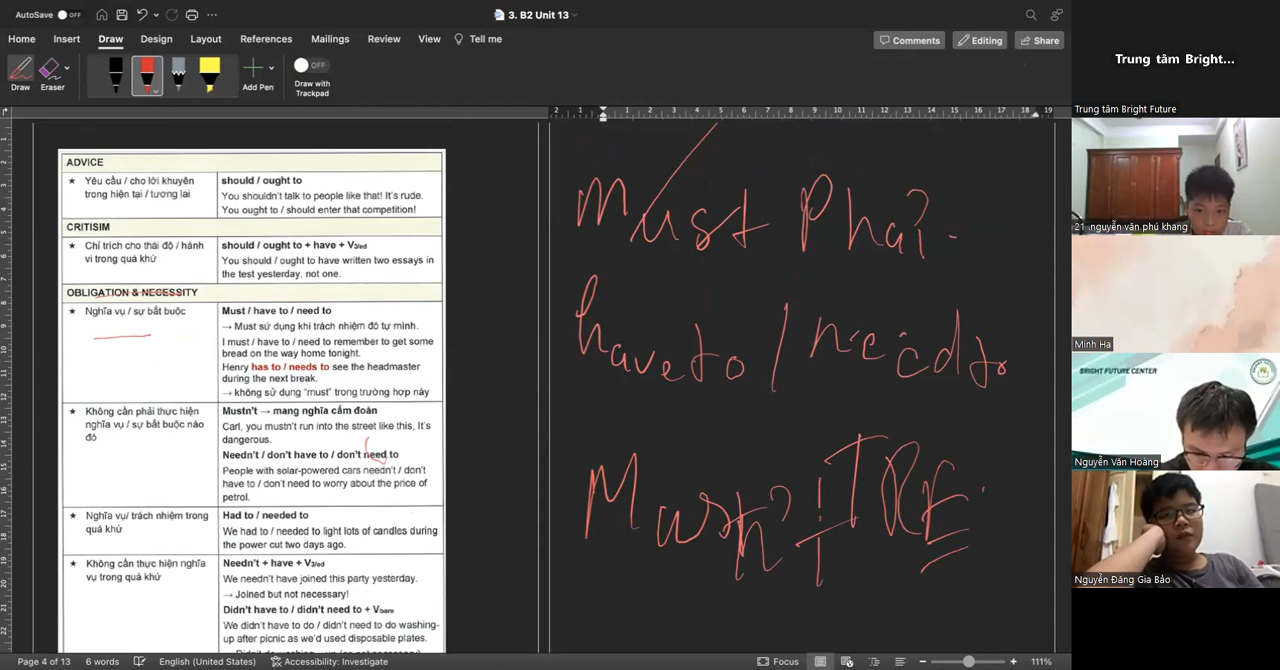 AutoSave OFF
3. B2 Unit 13
Home Insert Draw Design Layout References Mailings Review View Tell me
Comments Editing Share
Draw Eraser Add Pen Draw with Trackpad OFF
ADVICE
★ Yêu cầu / cho lời khuyên trong hiện tại / tương lai
should / ought to
You shouldn't talk to people like that! It's rude.
You ought to / should enter that competition!
CRITISIM
★ Chỉ trích cho thái độ / hành vi trong quá khứ
should / ought to + have + V3/ed
You should / ought to have written two essays in
the test yesterday, not one.
OBLIGATION & NECESSITY
★ Nghĩa vụ / sự bắt buộc
Must / have to / need to
→ Must sử dụng khi trách nhiệm đó tự mình.
I must / have to / need to remember to get some
bread on the way home tonight.
Henry has to / needs to see the headmaster
during the next break.
→ không sử dụng “must” trong trường hợp này
★ Không cần phải thực hiện nghĩa vụ / sự bắt buộc nào đó
Mustn't → mang nghĩa cấm đoán
Carl, you mustn't run into the street like this, It's
dangerous.
Needn't / don't have to / don't need to
People with solar-powered cars needn't / don't
have to / don't need to worry about the price of
petrol.
★ Nghĩa vụ/ trách nhiệm trong quá khứ
Had to / needed to
We had to / needed to light lots of candles during
the power cut two days ago.
★ Không cần thực hiện nghĩa vụ trong quá khứ
Needn't + have + V3/ed
We needn't have joined this party yesterday.
→ Joined but not necessary!
Didn't have to / didn't need to + Vbare
We didn't have to do / didn't need to do washing-
up after picnic as we'd used disposable plates.
Must Phải
have to / need to
Page 4 of 13 6 words English (United States) Accessibility: Investigate Focus 111%
Trung tâm Bright...
Trung tâm Bright Future
21 .nguyễn văn phú khang
Minh Hạ
BRIGHT FUTURE CENTER
Nguyễn Văn Hoàng
Nguyễn Đăng Gia Bảo